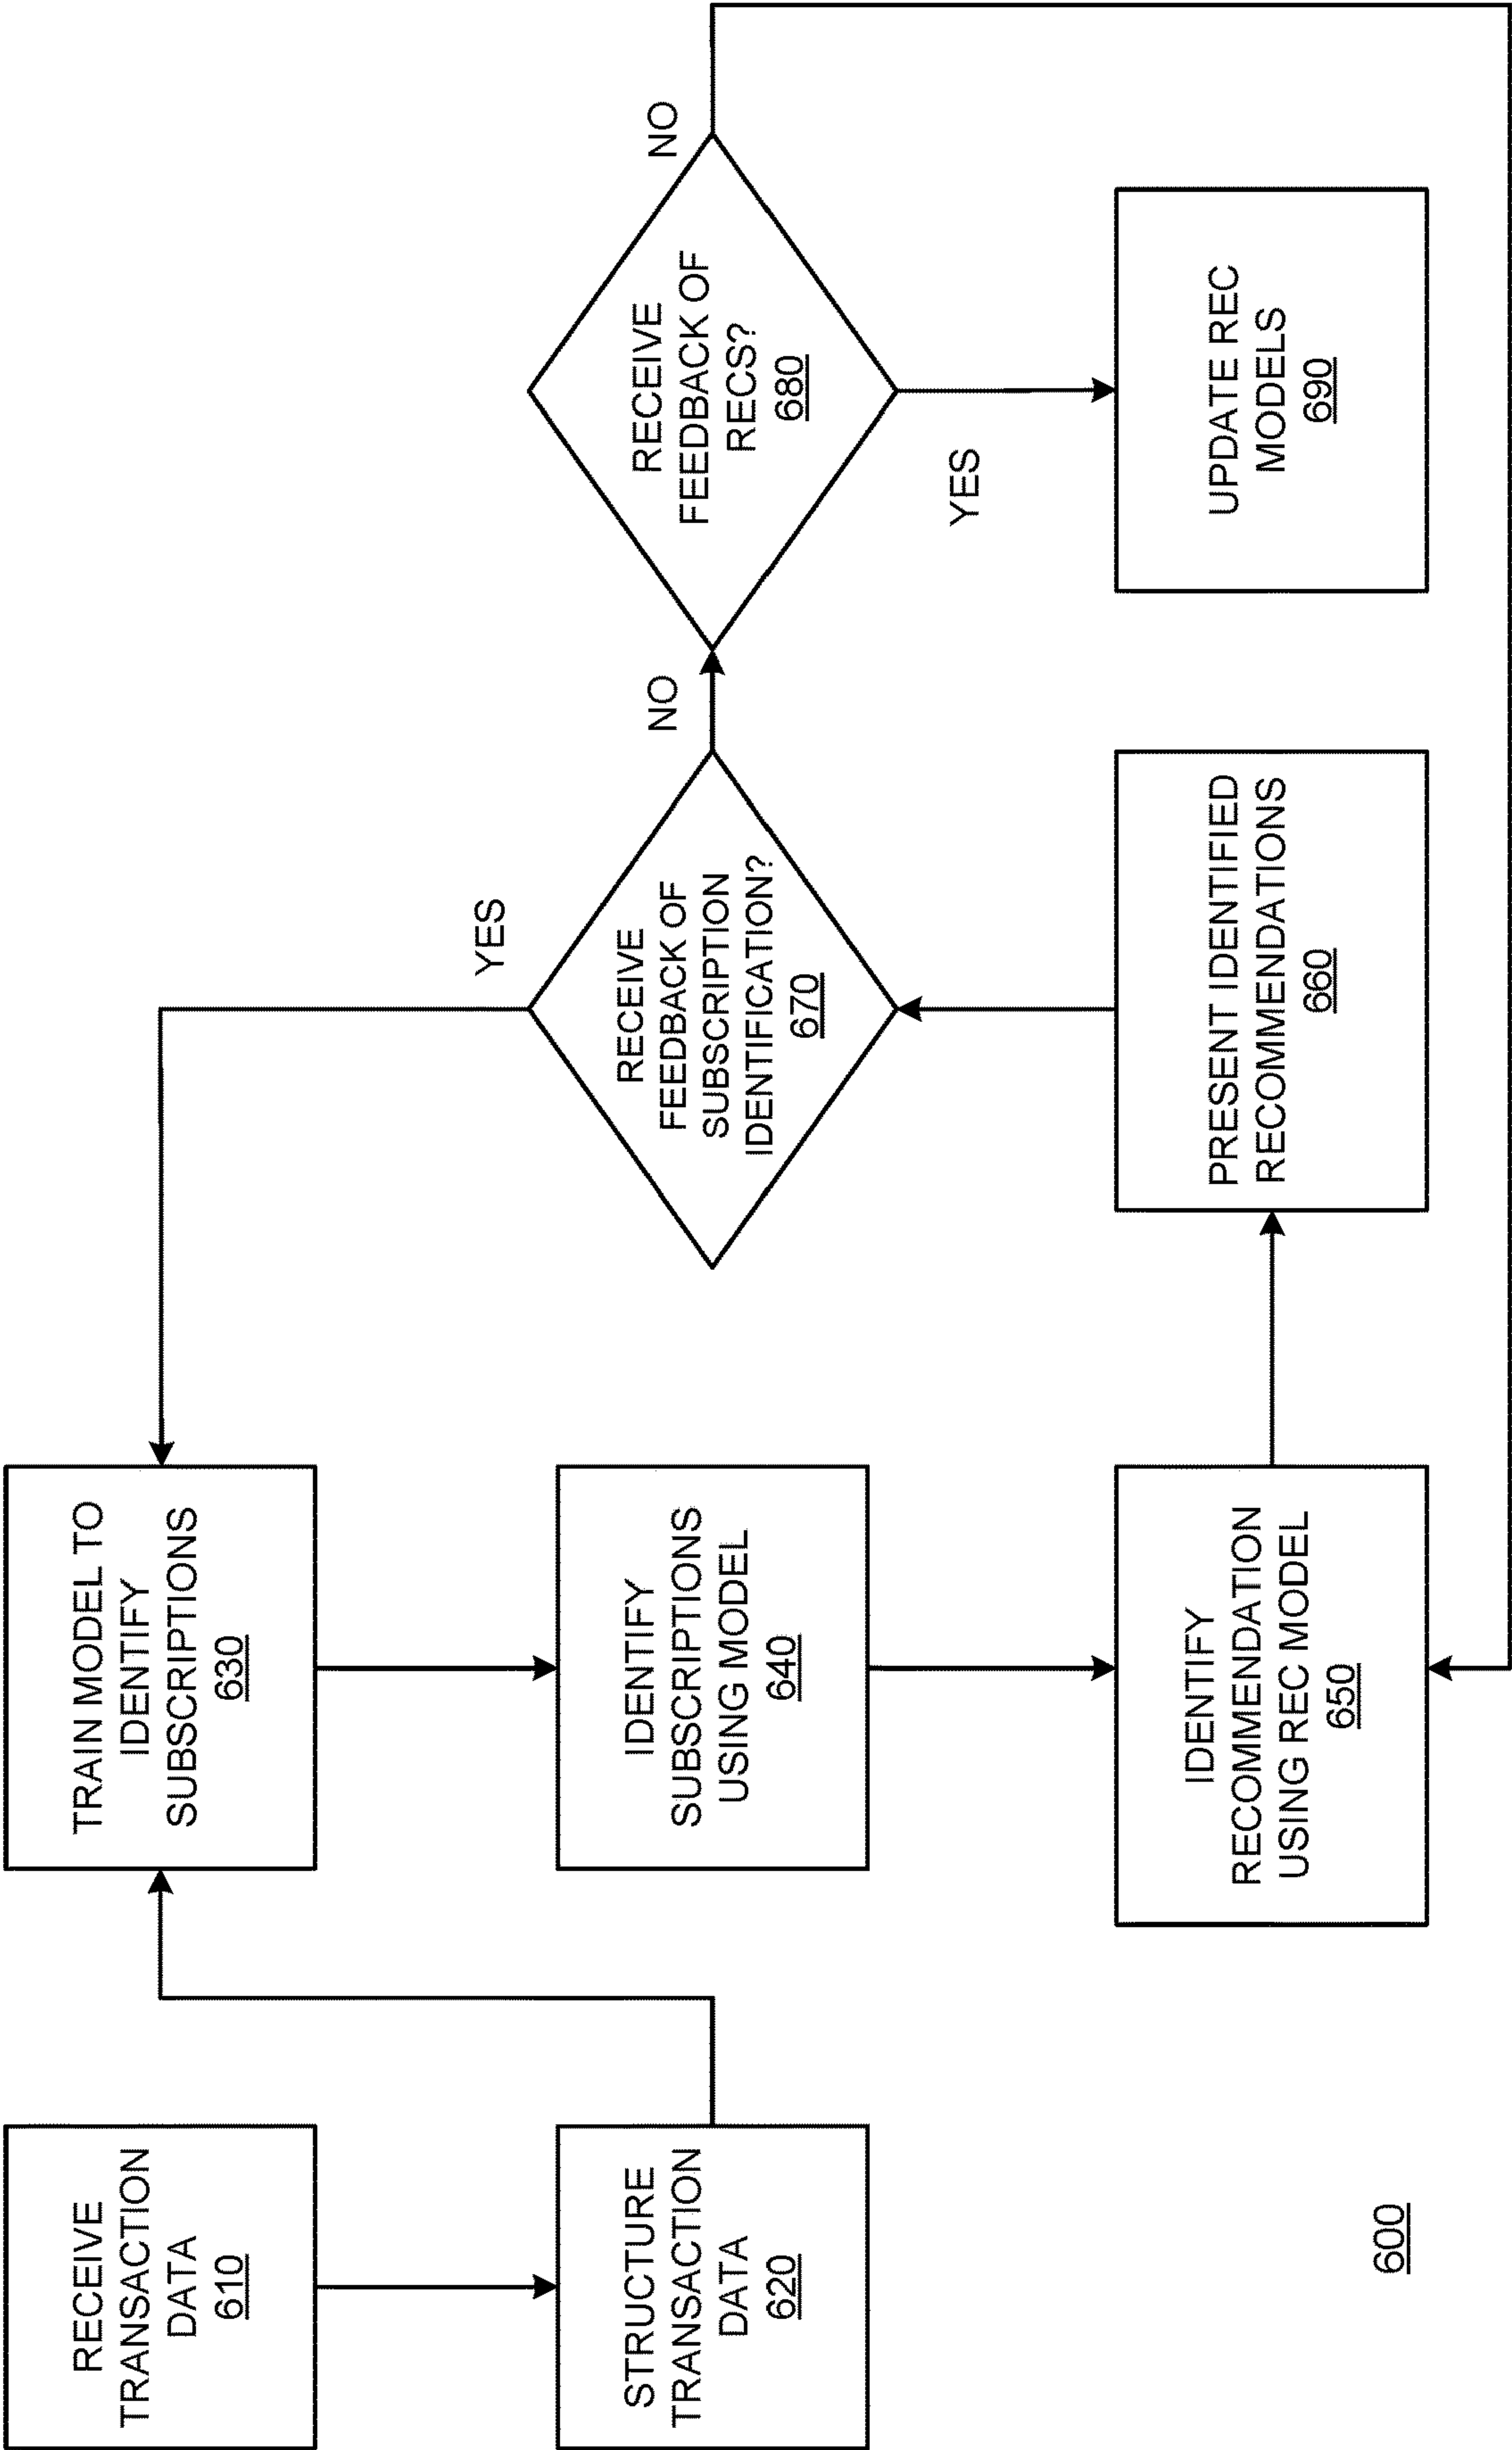 RECEIVE
TRANSACTION
DATA
610
STRUCTURE
TRANSACTION
DATA
620
TRAIN MODEL TO
IDENTIFY
SUBSCRIPTIONS
630
IDENTIFY
SUBSCRIPTIONS
USING MODEL
640
IDENTIFY
RECOMMENDATION
USING REC MODEL
650
PRESENT IDENTIFIED
RECOMMENDATIONS
660
RECEIVE
FEEDBACK OF
SUBSCRIPTION
IDENTIFICATION?
670
YES
NO
RECEIVE
FEEDBACK OF
RECS?
680
NO
YES
UPDATE REC
MODELS
690
600